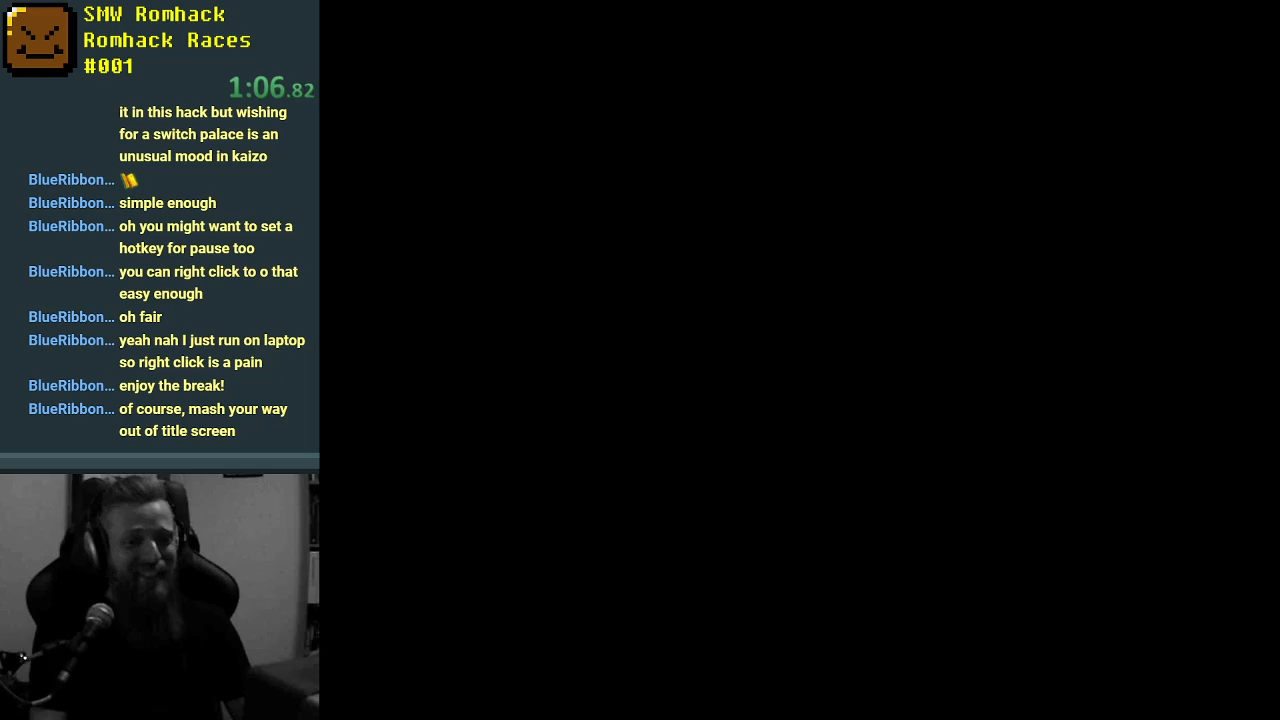 SMW Romhack
Romhack Races
#001
1:06.82
it in this hack but wishing
for a switch palace is an
unusual mood in kaizo
BlueRibbon…
BlueRibbon… simple enough
BlueRibbon… oh you might want to set a
hotkey for pause too
BlueRibbon… you can right click to o that
easy enough
BlueRibbon… oh fair
BlueRibbon… yeah nah I just run on laptop
so right click is a pain
BlueRibbon… enjoy the break!
BlueRibbon… of course, mash your way
out of title screen